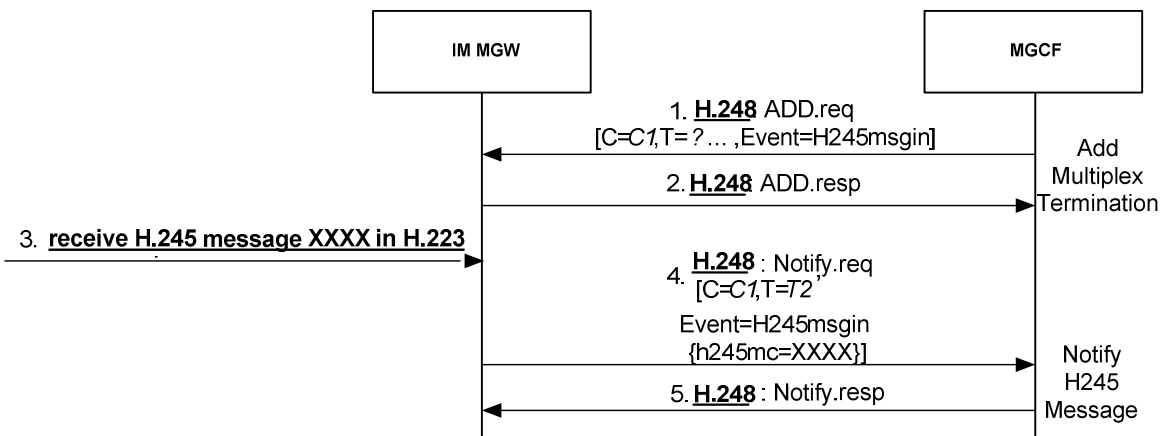 IM MGW
MGCF
1. H.248: ADD.req
[C=C1,T=? ... ,Event=H245msgin]
Add
Multiplex
Termination
2. H.248: ADD.resp
3. receive H.245 message XXXX in H.223
4. H.248 : Notify.req
[C=C1,T=T2,
Event=H245msgin
{h245mc=XXXX}]
Notify
H245
Message
5. H.248 : Notify.resp